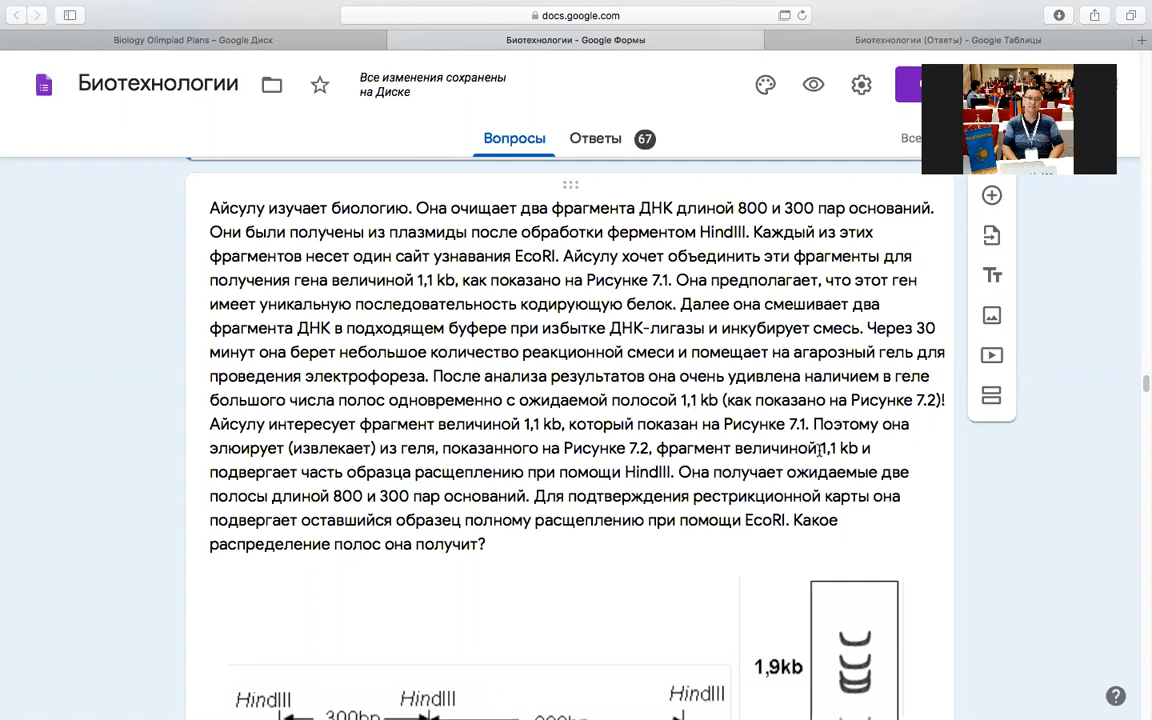 docs.google.com
Biology Olimpiad Plans – Google Диск
Биотехнологии - Google Формы
Биотехнологии (Ответы) - Google Таблицы
Биотехнологии
Все изменения сохранены
на Диске
Вопросы
Ответы 67
Все
Айсулу изучает биологию. Она очищает два фрагмента ДНК длиной 800 и 300 пар оснований.
Они были получены из плазмиды после обработки ферментом HindIII. Каждый из этих
фрагментов несет один сайт узнавания EcoRI. Айсулу хочет объединить эти фрагменты для
получения гена величиной 1,1 kb, как показано на Рисунке 7.1. Она предполагает, что этот ген
имеет уникальную последовательность кодирующую белок. Далее она смешивает два
фрагмента ДНК в подходящем буфере при избытке ДНК-лигазы и инкубирует смесь. Через 30
минут она берет небольшое количество реакционной смеси и помещает на агарозный гель для
проведения электрофореза. После анализа результатов она очень удивлена наличием в геле
большого числа полос одновременно с ожидаемой полосой 1,1 kb (как показано на Рисунке 7.2)!
Айсулу интересует фрагмент величиной 1,1 kb, который показан на Рисунке 7.1. Поэтому она
элюирует (извлекает) из геля, показанного на Рисунке 7.2, фрагмент величиной 1,1 kb и
подвергает часть образца расщеплению при помощи HindIII. Она получает ожидаемые две
полосы длиной 800 и 300 пар оснований. Для подтверждения рестрикционной карты она
подвергает оставшийся образец полному расщеплению при помощи EcoRI. Какое
распределение полос она получит?
1,9kb
HindIII HindIII HindIII
300bp